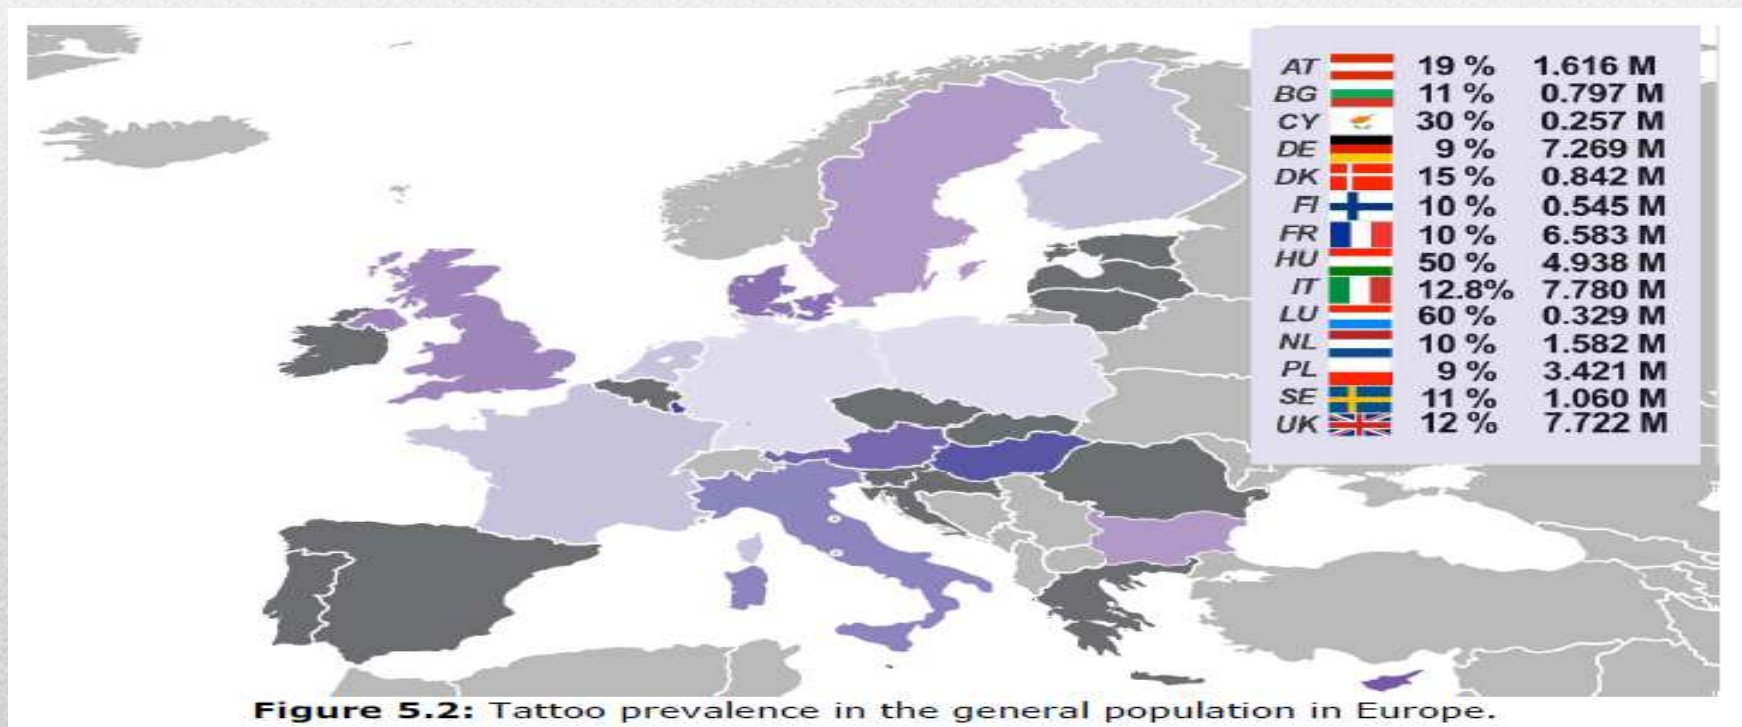 AT 19 % 1.616 M
BG 11 % 0.797 M
CY 30 % 0.257 M
DE 9 % 7.269 M
DK 15 % 0.842 M
FI 10 % 0.545 M
FR 10 % 6.583 M
HU 50 % 4.938 M
IT 12.8% 7.780 M
LU 60 % 0.329 M
NL 10 % 1.582 M
PL 9 % 3.421 M
SE 11 % 1.060 M
UK 12 % 7.722 M
Figure 5.2: Tattoo prevalence in the general population in Europe.